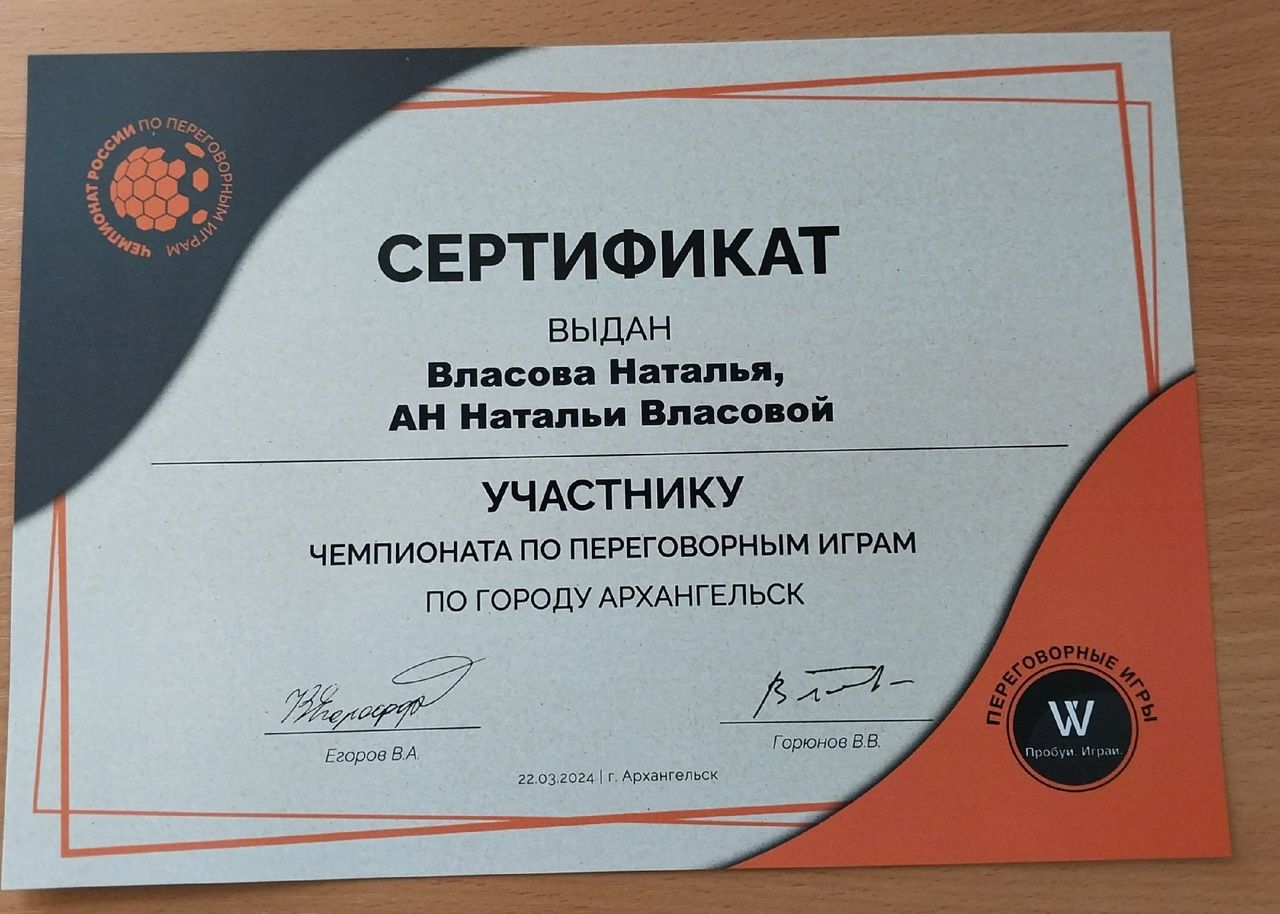 ЧЕМПИОНАТ РОССИИ ПО ПЕРЕГОВОРНЫМ ИГРАМ
СЕРТИФИКАТ
ВЫДАН
Власова Наталья,
АН Натальи Власовой
УЧАСТНИКУ
ЧЕМПИОНАТА ПО ПЕРЕГОВОРНЫМ ИГРАМ
ПО ГОРОДУ АРХАНГЕЛЬСК
Егоров В.А.
Горюнов В.В.
22.03.2024 | г. Архангельск
ПЕРЕГОВОРНЫЕ ИГРЫ
W
Пробуй. Играй.